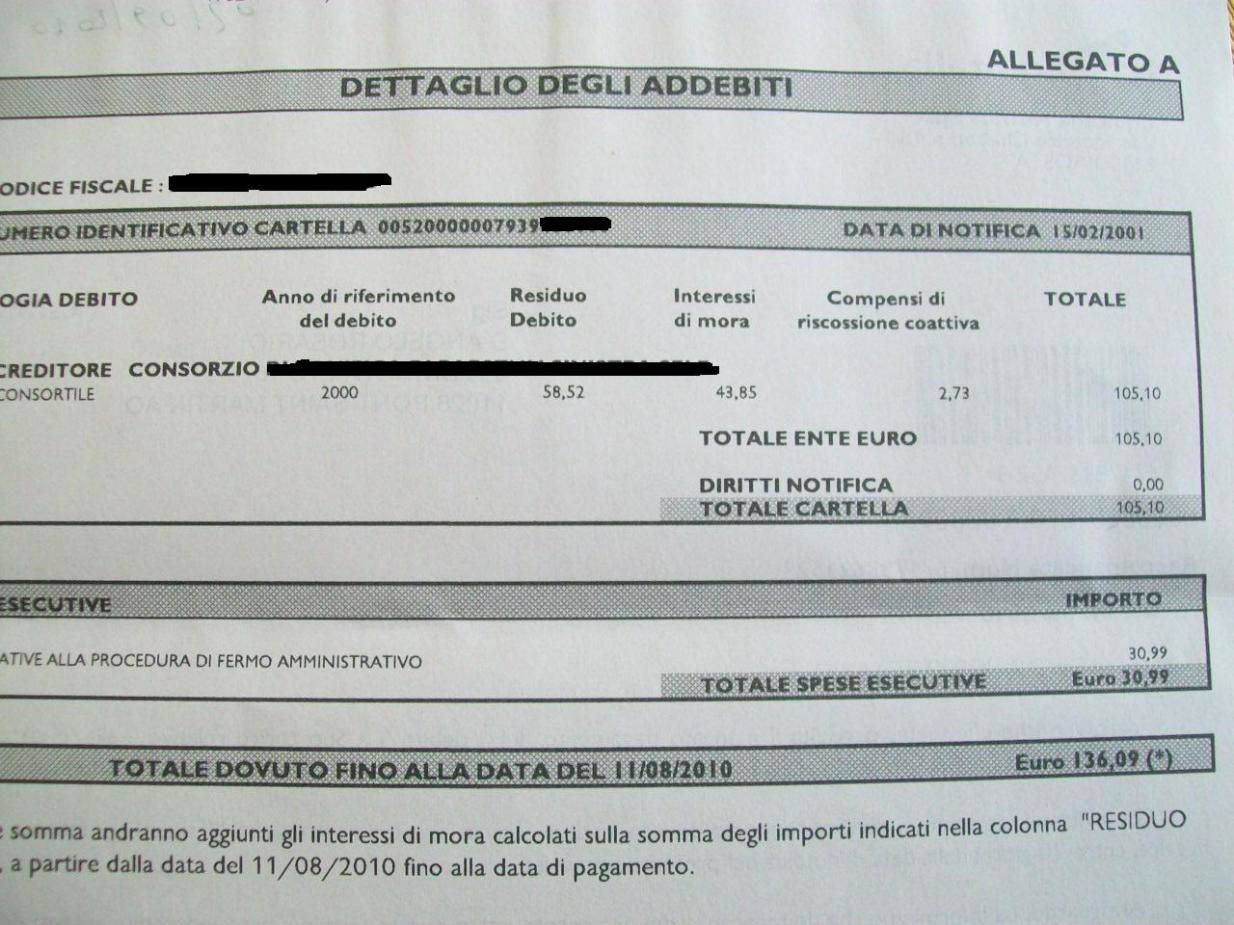 ALLEGATO A
DETTAGLIO DEGLI ADDEBITI
ODICE FISCALE :
UMERO IDENTIFICATIVO CARTELLA 00520000007939 DATA DI NOTIFICA 15/02/2001
OGIA DEBITO Anno di riferimento del debito Residuo Debito Interessi di mora Compensi di riscossione coattiva TOTALE
CREDITORE CONSORZIO
CONSORTILE 2000 58,52 43,85 2,73 105,10
TOTALE ENTE EURO 105,10
DIRITTI NOTIFICA 0,00
TOTALE CARTELLA 105,10
ESECUTIVE IMPORTO
ATIVE ALLA PROCEDURA DI FERMO AMMINISTRATIVO 30,99
TOTALE SPESE ESECUTIVE Euro 30,99
TOTALE DOVUTO FINO ALLA DATA DEL 11/08/2010 Euro 136,09 (*)
e somma andranno aggiunti gli interessi di mora calcolati sulla somma degli importi indicati nella colonna "RESIDUO
, a partire dalla data del 11/08/2010 fino alla data di pagamento.